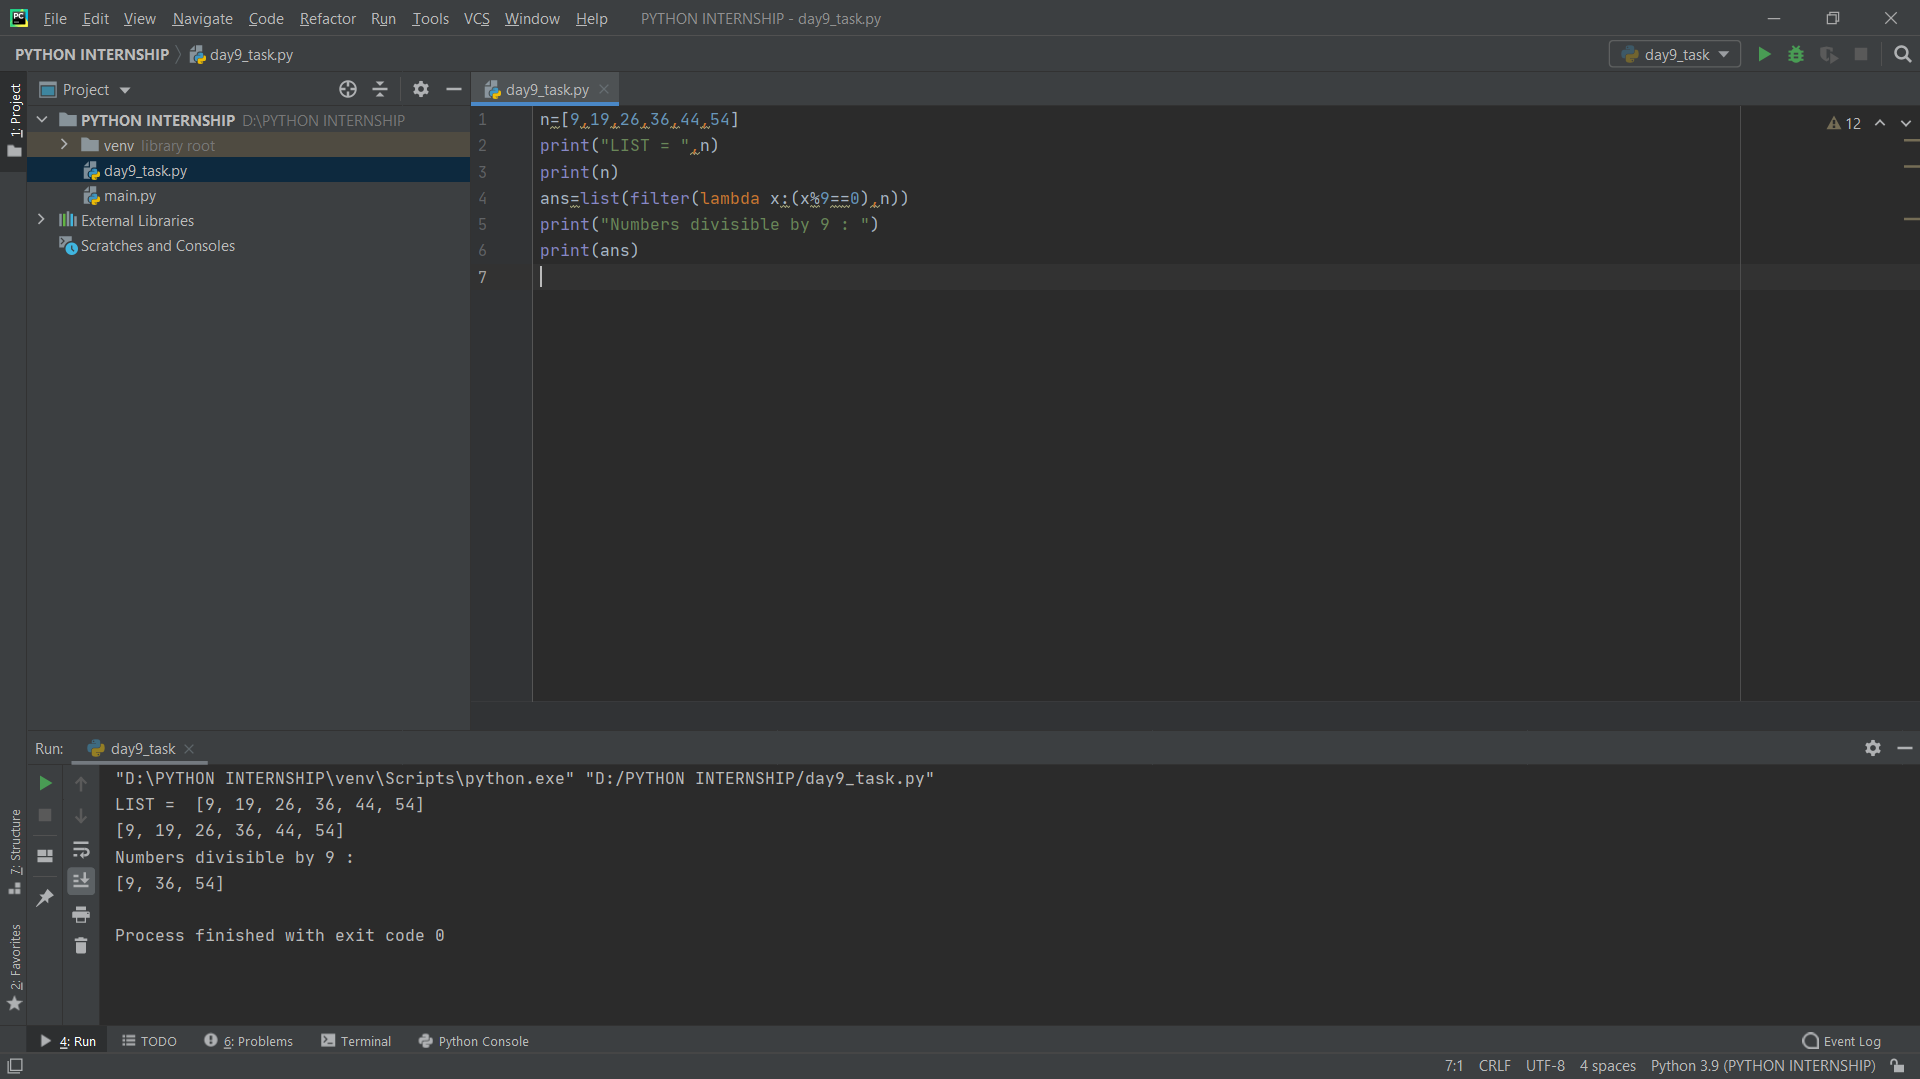 File Edit View Navigate Code Refactor Run Tools VCS Window Help PYTHON INTERNSHIP - day9_task.py
PYTHON INTERNSHIP day9_task.py day9_task
1: Project
Project
day9_task.py
PYTHON INTERNSHIP D:\PYTHON INTERNSHIP
venv library root
day9_task.py
main.py
External Libraries
Scratches and Consoles
12
1 n=[9,19,26,36,44,54]
2 print("LIST = ",n)
3 print(n)
4 ans=list(filter(lambda x:(x%9==0),n))
5 print("Numbers divisible by 9 : ")
6 print(ans)
7
Run: day9_task
"D:\PYTHON INTERNSHIP\venv\Scripts\python.exe" "D:/PYTHON INTERNSHIP/day9_task.py"
LIST =  [9, 19, 26, 36, 44, 54]
[9, 19, 26, 36, 44, 54]
Numbers divisible by 9 :
[9, 36, 54]
Process finished with exit code 0
7: Structure
2: Favorites
4: Run TODO 6: Problems Terminal Python Console Event Log
7:1 CRLF UTF-8 4 spaces Python 3.9 (PYTHON INTERNSHIP)